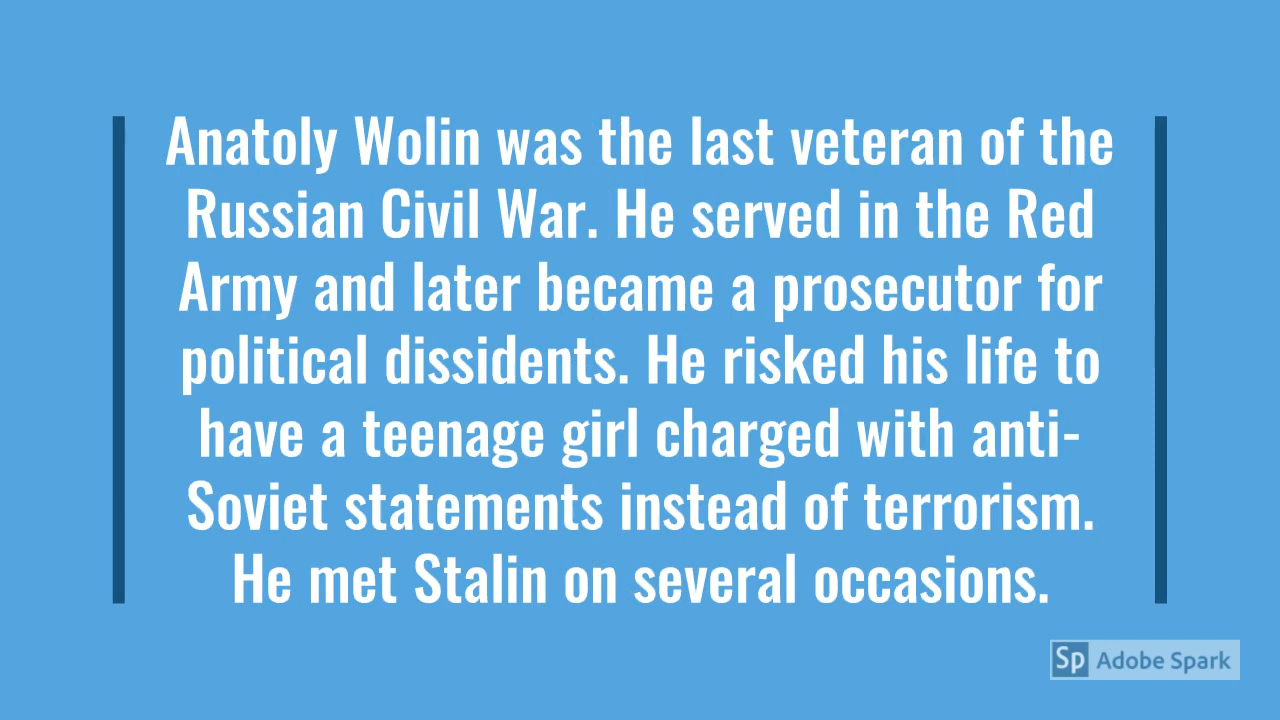 Anatoly Wolin was the last veteran of the
Russian Civil War. He served in the Red
Army and later became a prosecutor for
political dissidents. He risked his life to
have a teenage girl charged with anti-
Soviet statements instead of terrorism.
He met Stalin on several occasions.
Sp Adobe Spark